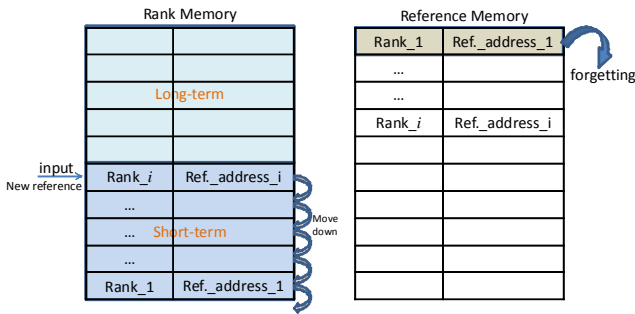 Rank Memory
Long-term
input
New reference
Rank_i Ref._address_i
...
... Short-term
...
Rank_1 Ref._address_1
Move
down
Reference Memory
Rank_1 Ref._address_1
forgetting
...
...
Rank_i Ref._address_i